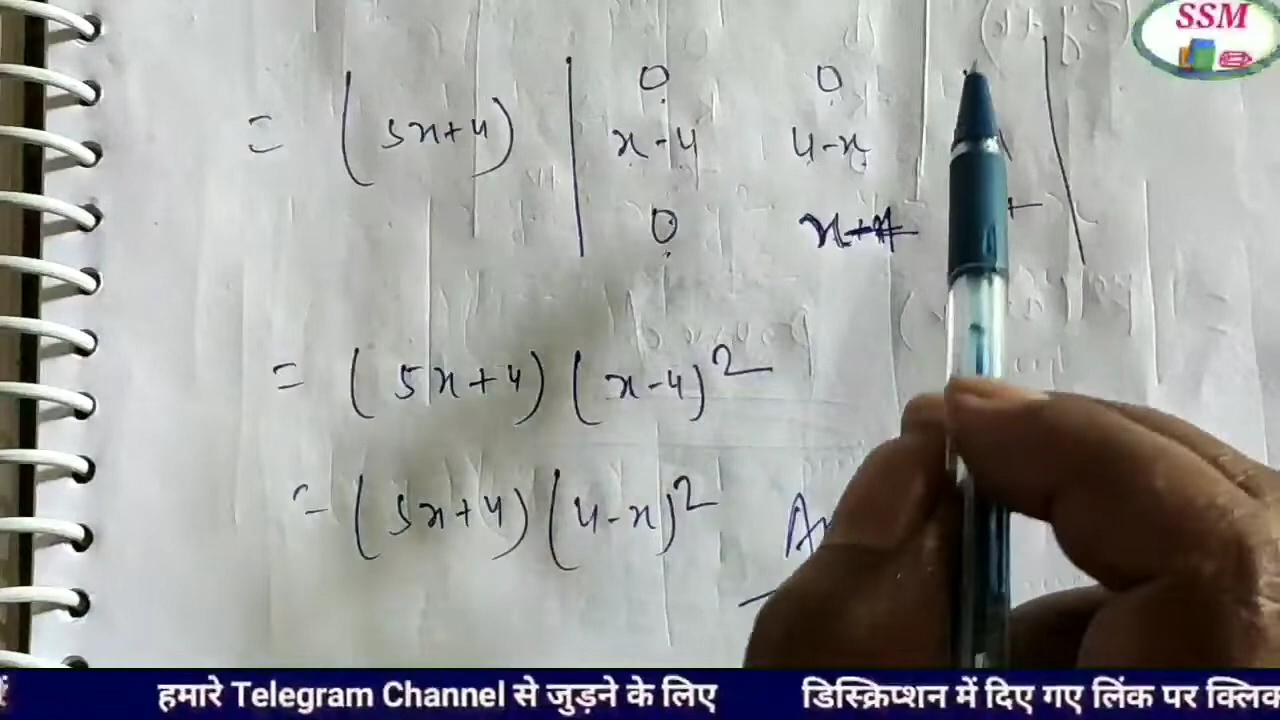 SSM
0 0
= (5x+4) x-4 4-x
0 x+4
= (5x+4) (x-4)²
= (5x+4) (4-x)²
हमारे Telegram Channel से जुड़ने के लिए डिस्क्रिप्शन में दिए गए लिंक पर